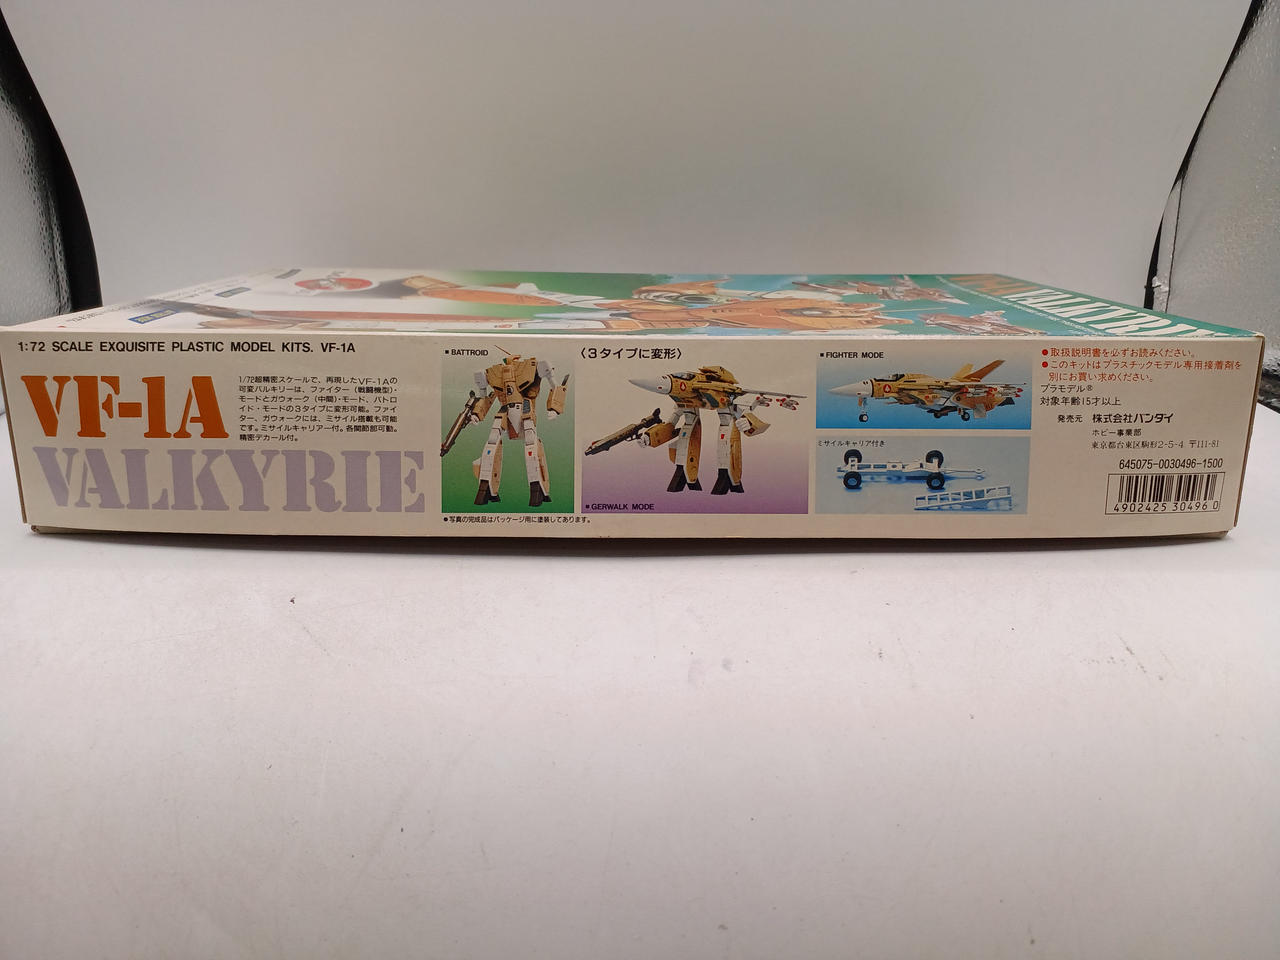 VF-1A VALKYRIE
1:72 SCALE EXQUISITE PLASTIC MODEL KITS. VF-1A
VF-1A
VALKYRIE
1/72超精密スケールで、再現したVF-1Aの
可変バルキリーは、ファイター(戦闘機型)・
モードとガウォーク(中間)・モード、バトロ
イド・モードの3タイプに変形可能。ファイ
ター、ガウォークには、ミサイル搭載も可能
です。ミサイルキャリアー付。各関節部可動。
精密デカール付。
■BATTROID
〈3タイプに変形〉
■GERWALK MODE
●写真の完成品はパッケージ用に塗装してあります。
■FIGHTER MODE
ミサイルキャリア付き
●取扱説明書を必ずお読みください。
●このキットはプラスチックモデル専用接着剤を
別にお買い求めください。
プラモデル®
対象年齢15才以上
発売元 株式会社バンダイ
ホビー事業部
東京都台東区駒形2-5-4 〒111-81
645075-0030496-1500
4902425 30496 0